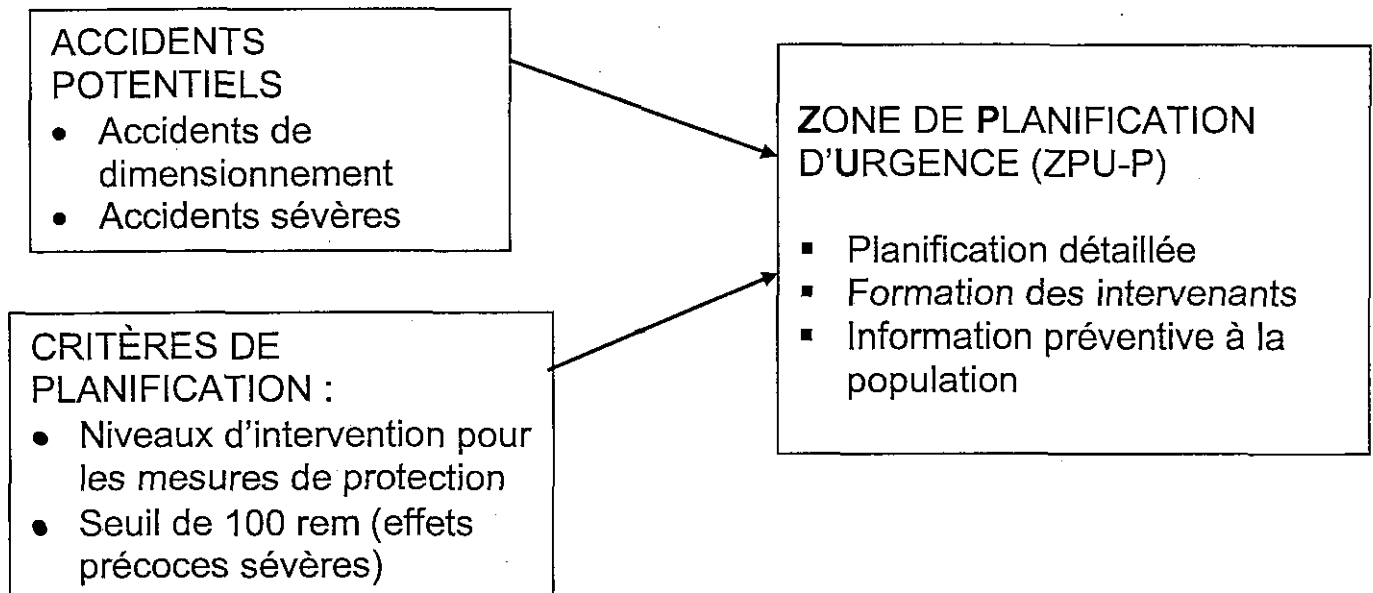 ACCIDENTS
POTENTIELS
• Accidents de
dimensionnement
• Accidents sévères
CRITÈRES DE
PLANIFICATION :
• Niveaux d'intervention pour
les mesures de protection
• Seuil de 100 rem (effets
précoces sévères)
ZONE DE PLANIFICATION
D'URGENCE (ZPU-P)
▪ Planification détaillée
▪ Formation des intervenants
▪ Information préventive à la
population